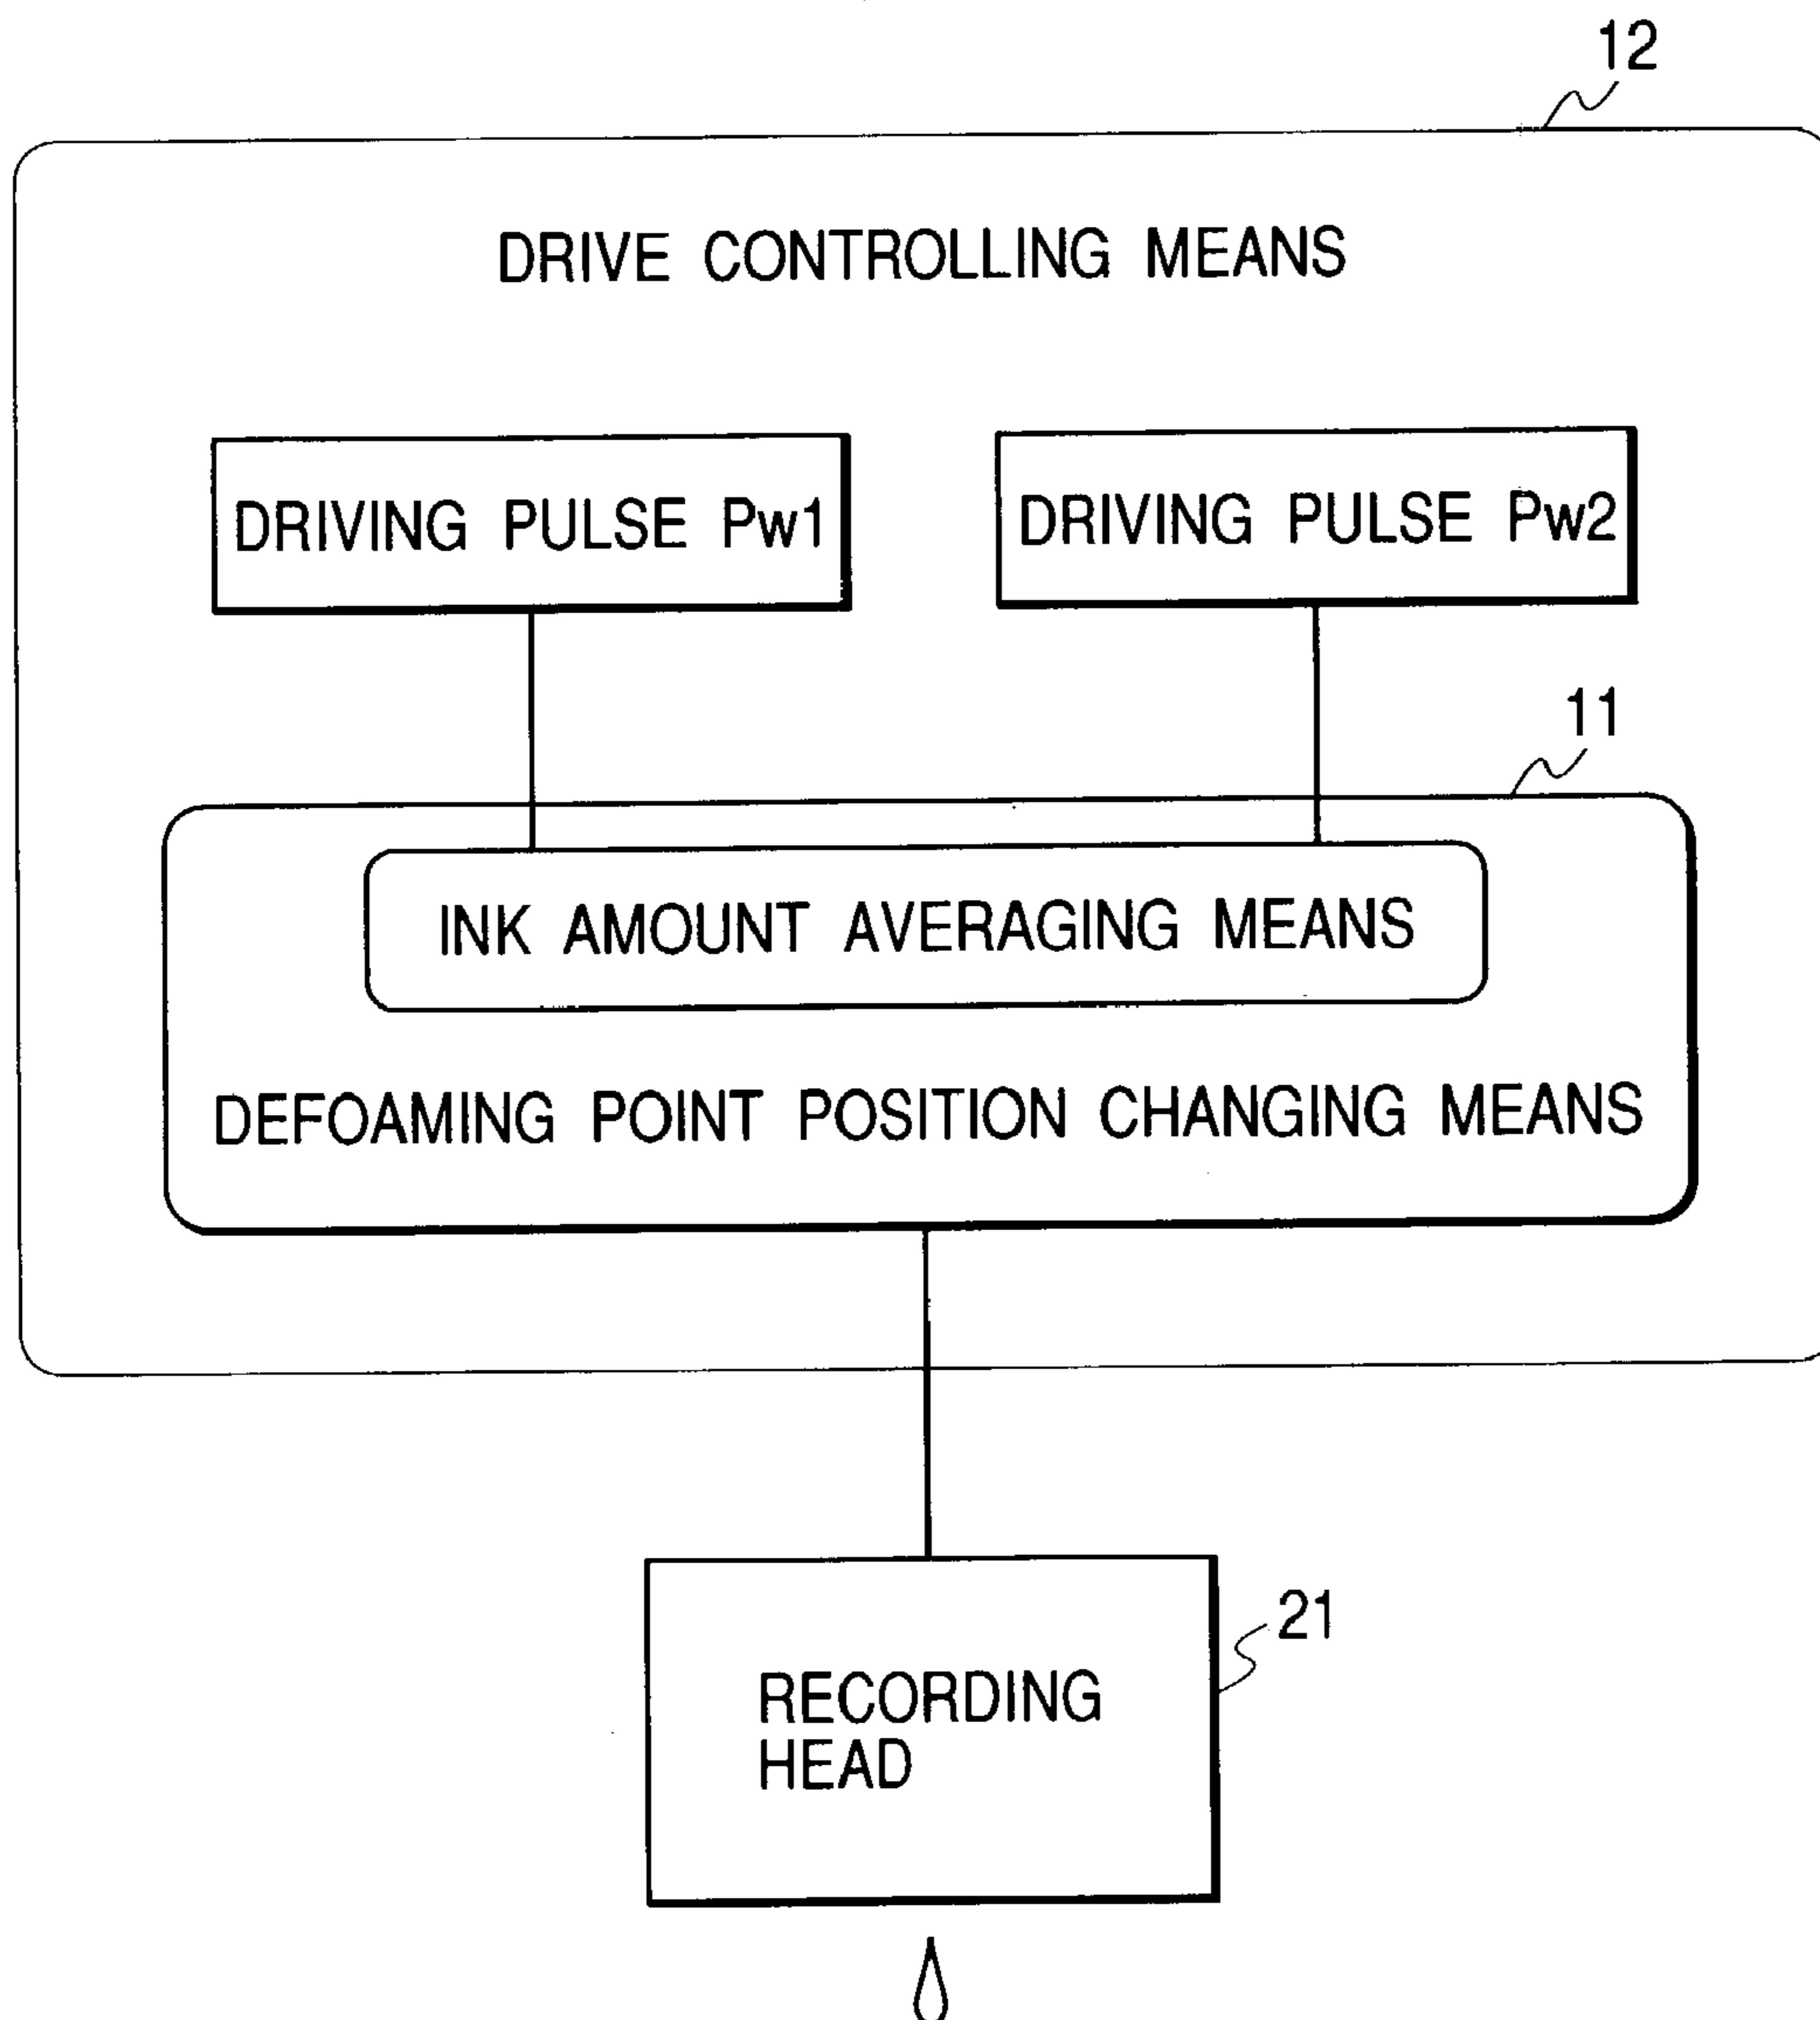 12
DRIVE CONTROLLING MEANS
DRIVING PULSE Pw1
DRIVING PULSE Pw2
11
INK AMOUNT AVERAGING MEANS
DEFOAMING POINT POSITION CHANGING MEANS
21
RECORDING
HEAD